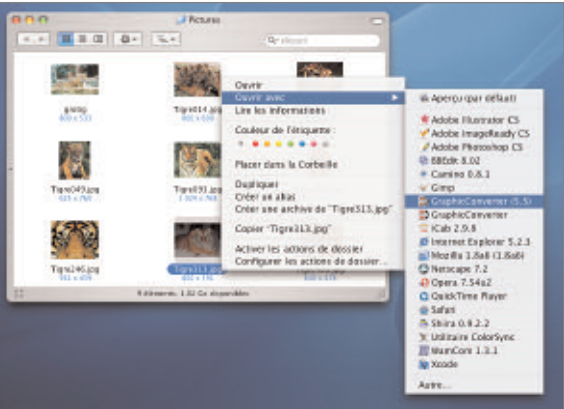 Pictures
Tigre014.jpg
Tigre049.jpg
Tigre093.jpg
Tigre246.jpg
Tigre313.jpg
9 éléments, 1.82 Go disponibles
Ouvrir
Ouvrir avec
Lire les informations
Couleur de l'étiquette :
Placer dans la Corbeille
Dupliquer
Créer un alias
Créer une archive de "Tigre313.jpg"
Copier "Tigre313.jpg"
Activer les actions de dossier
Configurer les actions de dossier...
Aperçu (par défaut)
Adobe Illustrator CS
Adobe ImageReady CS
Adobe Photoshop CS
BBEdit 8.02
Camino 0.8.1
Gimp
GraphicConverter (5.5)
GraphicConverter
iCab 2.9.8
Internet Explorer 5.2.3
Mozilla 1.8a6 (1.8a6)
Netscape 7.2
Opera 7.54u2
QuickTime Player
Safari
Shiira 0.9.2.2
Utilitaire ColorSync
WamCom 1.3.1
Xcode
Autre...